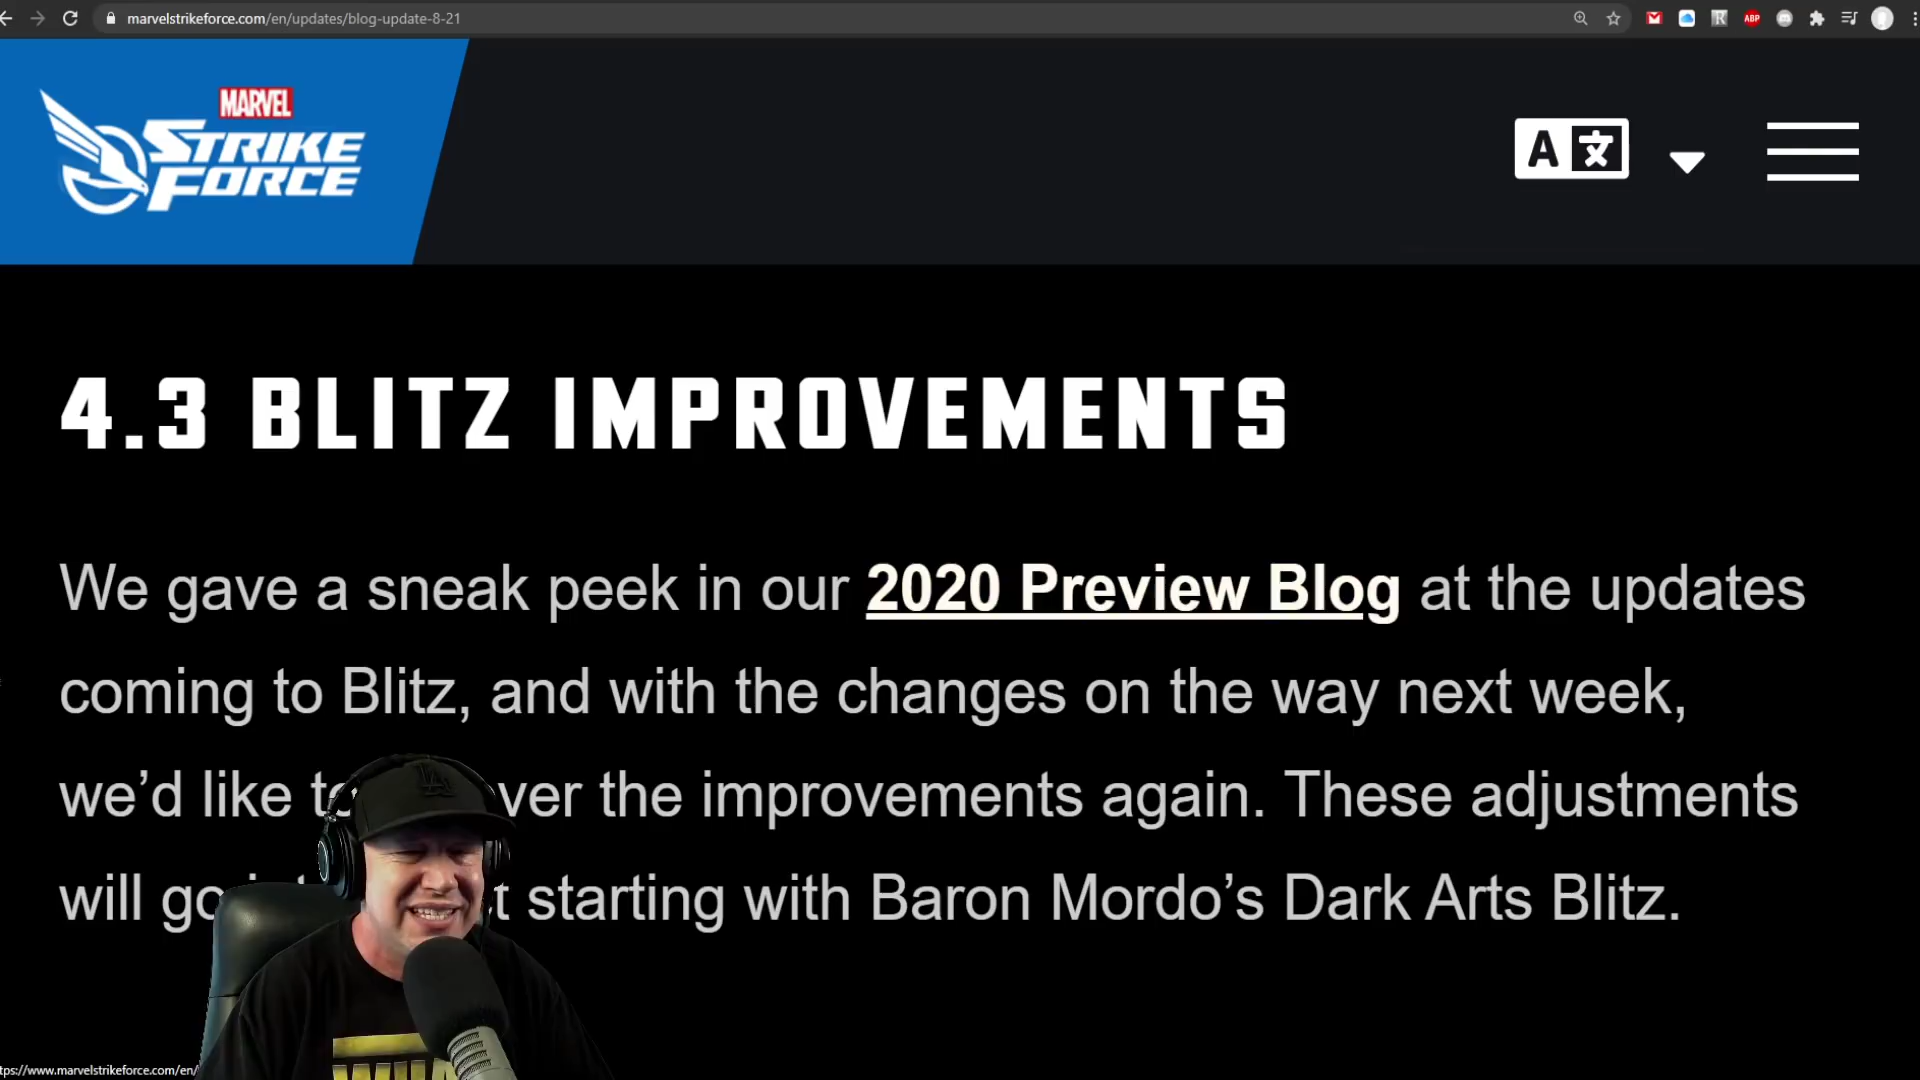 marvelstrikeforce.com/en/updates/blog-update-8-21
ABP
MARVEL
STRIKE
FORCE
A 文
4.3 BLITZ IMPROVEMENTS
We gave a sneak peek in our 2020 Preview Blog at the updates
coming to Blitz, and with the changes on the way next week,
we’d like to ver the improvements again. These adjustments
will go t starting with Baron Mordo’s Dark Arts Blitz.
LA
tps://www.marvelstrikeforce.com/en/